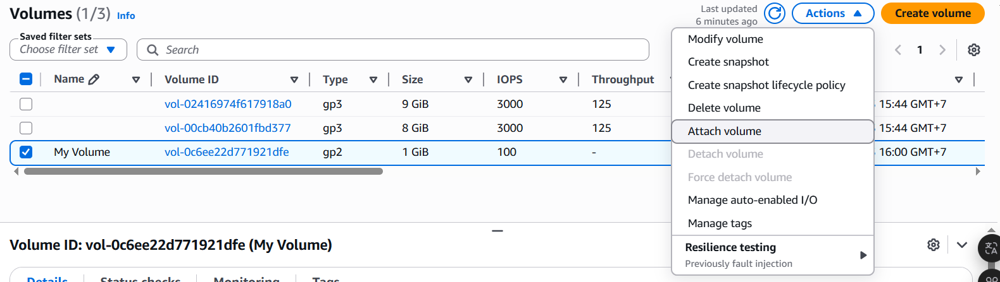 Volumes (1/3) Info
Last updated
6 minutes ago
Actions
Create volume
Saved filter sets
Choose filter set
Search
1
Name
Volume ID
Type
Size
IOPS
Throughput
vol-02416974f617918a0 gp3 9 GiB 3000 125 15:44 GMT+7
vol-00cb40b2601fbd377 gp3 8 GiB 3000 125 15:44 GMT+7
My Volume vol-0c6ee22d771921dfe gp2 1 GiB 100 - 16:00 GMT+7
Modify volume
Create snapshot
Create snapshot lifecycle policy
Delete volume
Attach volume
Detach volume
Force detach volume
Manage auto-enabled I/O
Manage tags
Resilience testing
Previously fault injection
Volume ID: vol-0c6ee22d771921dfe (My Volume)
Details
Status checks
Monitoring
Tags